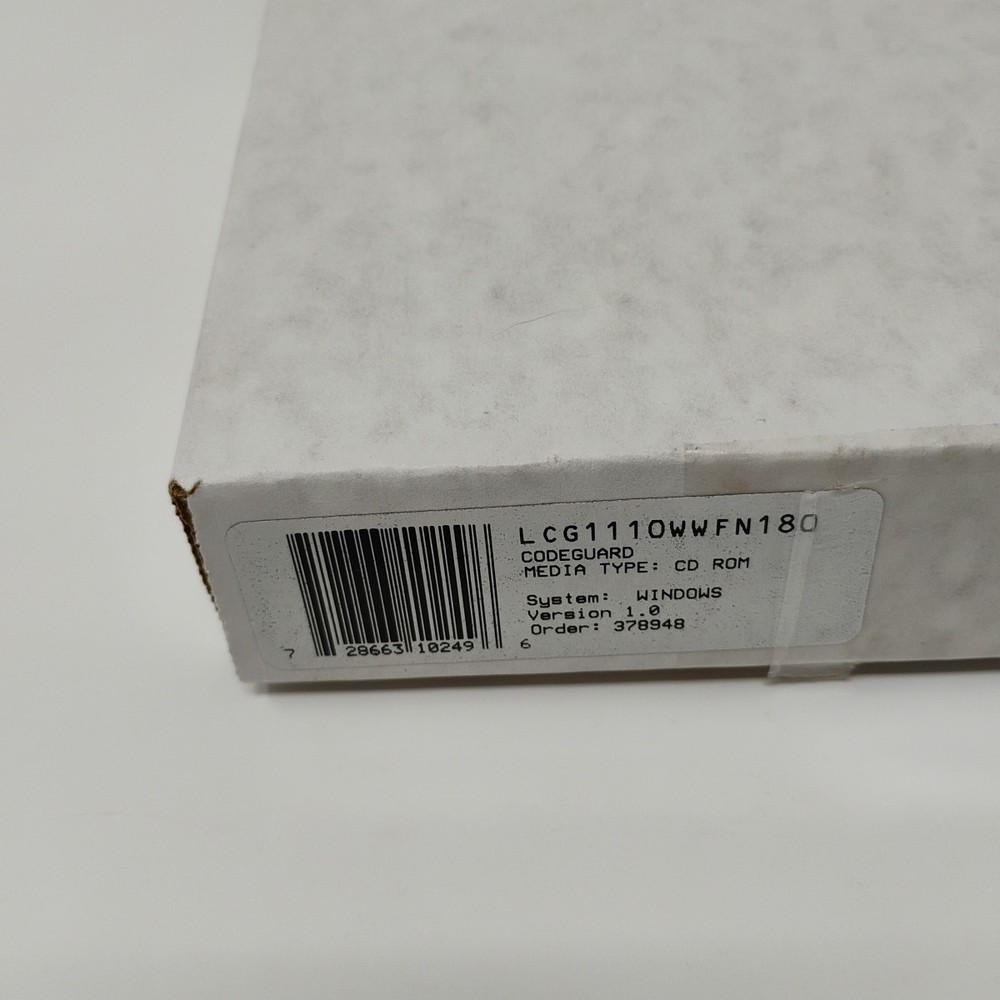 LCG1110WWFN180
CODEGUARD
MEDIA TYPE: CD ROM
System: WINDOWS
Version 1.0
Order: 378948
7 28663 10249 6